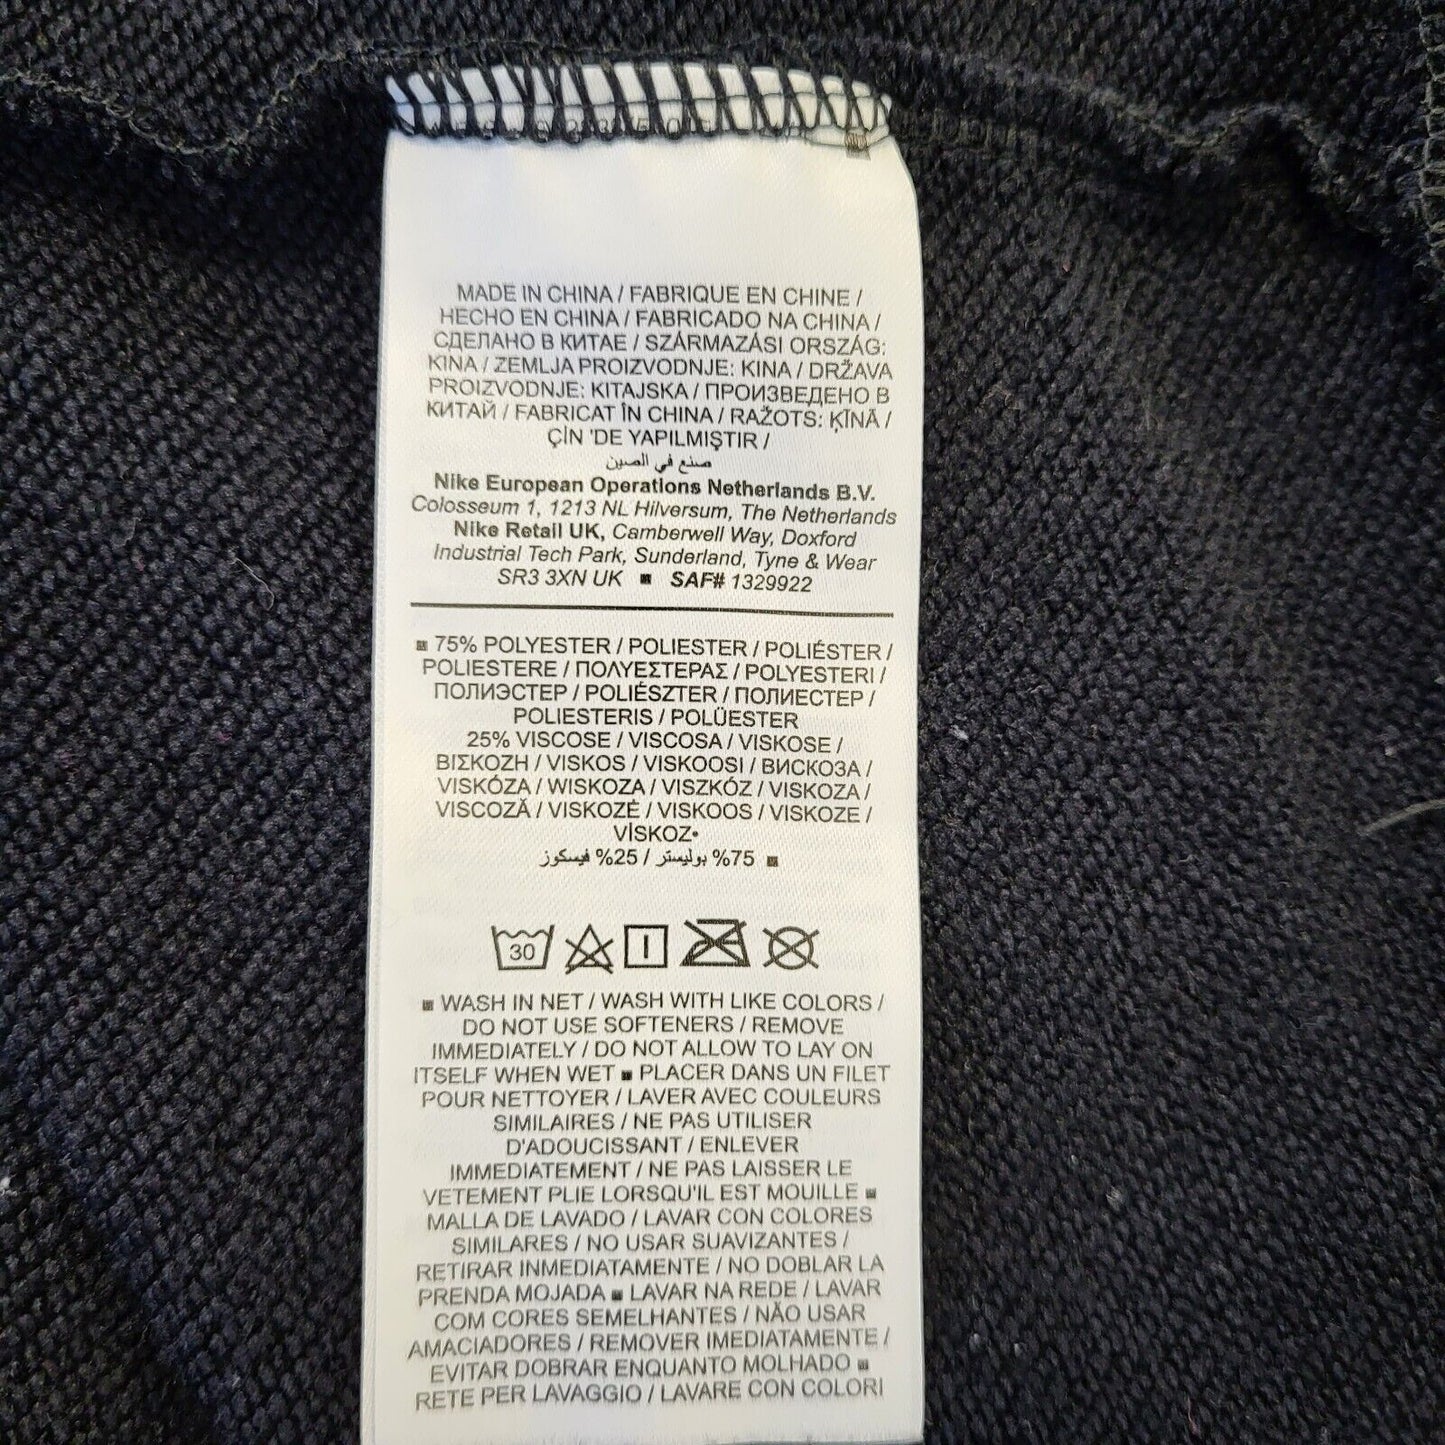 MADE IN CHINA / FABRIQUE EN CHINE /
HECHO EN CHINA / FABRICADO NA CHINA /
СДЕЛАНО В КИТАЕ / SZÁRMAZÁSI ORSZÁG:
KINA / ZEMLJA PROIZVODNJE: KINA / DRŽAVA
PROIZVODNJE: KITAJSKA / ПРОИЗВЕДЕНО В
КИТАЙ / FABRICAT ÎN CHINA / RAŽOTS: ĶĪNĀ /
ÇİN 'DE YAPILMIŞTIR /
صنع في الصين
Nike European Operations Netherlands B.V.
Colosseum 1, 1213 NL Hilversum, The Netherlands
Nike Retail UK, Camberwell Way, Doxford
Industrial Tech Park, Sunderland, Tyne & Wear
SR3 3XN UK ■ SAF# 1329922
■ 75% POLYESTER / POLIESTER / POLIÉSTER /
POLIESTERE / ΠΟΛΥΕΣΤΕΡΑΣ / POLYESTERI /
ПОЛИЭСТЕР / POLIÉSZTER / ПОЛИЕСТЕР /
POLIESTERIS / POLÜESTER
25% VISCOSE / VISCOSA / VISKOSE /
ΒΙΣΚΟΖΗ / VISKOS / VISKOOSI / ВИСКОЗА /
VISKÓZA / WISKOZA / VISZKÓZ / VISKOZA /
VISCOZĂ / VISKOZĖ / VISKOOS / VISKOZE /
VİSKOZ•
■ 75% بوليستر / 25% فيسكوز
30
■ WASH IN NET / WASH WITH LIKE COLORS /
DO NOT USE SOFTENERS / REMOVE
IMMEDIATELY / DO NOT ALLOW TO LAY ON
ITSELF WHEN WET ■ PLACER DANS UN FILET
POUR NETTOYER / LAVER AVEC COULEURS
SIMILAIRES / NE PAS UTILISER
D'ADOUCISSANT / ENLEVER
IMMEDIATEMENT / NE PAS LAISSER LE
VETEMENT PLIE LORSQU'IL EST MOUILLE ■
MALLA DE LAVADO / LAVAR CON COLORES
SIMILARES / NO USAR SUAVIZANTES /
RETIRAR INMEDIATAMENTE / NO DOBLAR LA
PRENDA MOJADA ■ LAVAR NA REDE / LAVAR
COM CORES SEMELHANTES / NÃO USAR
AMACIADORES / REMOVER IMEDIATAMENTE /
EVITAR DOBRAR ENQUANTO MOLHADO ■
RETE PER LAVAGGIO / LAVARE CON COLORI